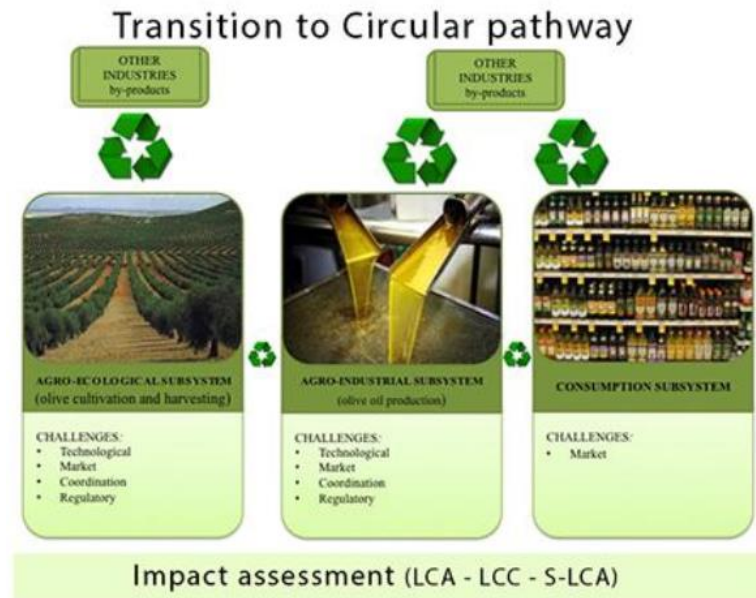 Transition to Circular pathway
OTHER
INDUSTRIES
by-products
OTHER
INDUSTRIES
by-products
AGRO-ECOLOGICAL SUBSYSTEM
(olive cultivation and harvesting)
CHALLENGES:
• Technological
• Market
• Coordination
• Regulatory
AGRO-INDUSTRIAL SUBSYSTEM
(olive oil production)
CHALLENGES:
• Technological
• Market
• Coordination
• Regulatory
CONSUMPTION SUBSYSTEM
CHALLENGES:
• Market
Impact assessment (LCA - LCC - S-LCA)